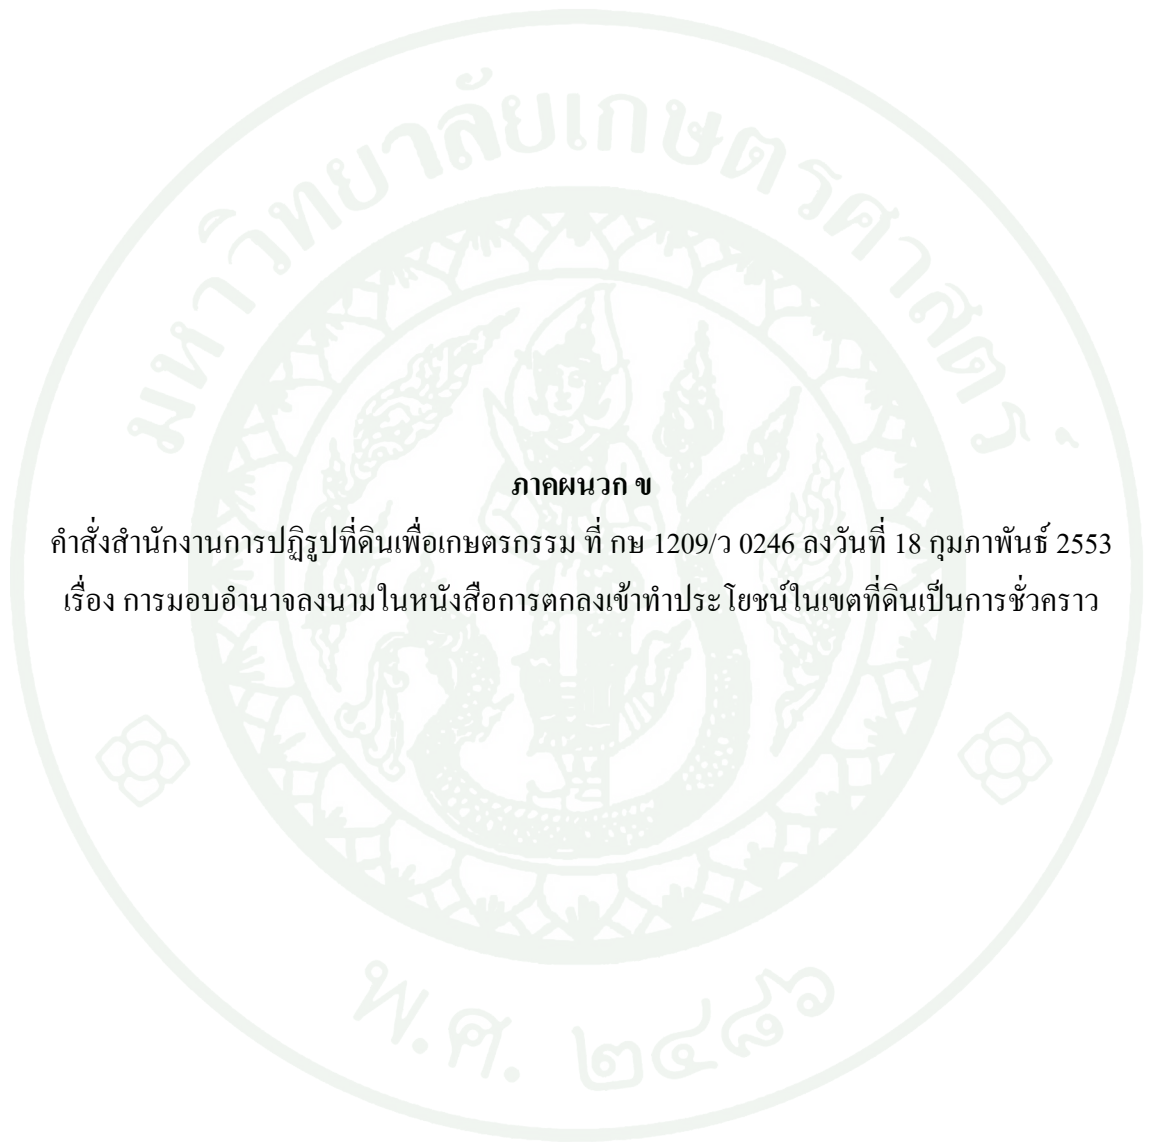 มหาวิทยาลัยเกษตรศาสตร์
ภาคผนวก ข
คำสั่งสำนักงานการปฏิรูปที่ดินเพื่อเกษตรกรรม ที่ กษ 1209/ว 0246 ลงวันที่ 18 กุมภาพันธ์ 2553
เรื่อง การมอบอำนาจลงนามในหนังสือการตกลงเข้าทำประโยชน์ในเขตที่ดินเป็นการชั่วคราว
พ.ศ. ๒๔๘๖